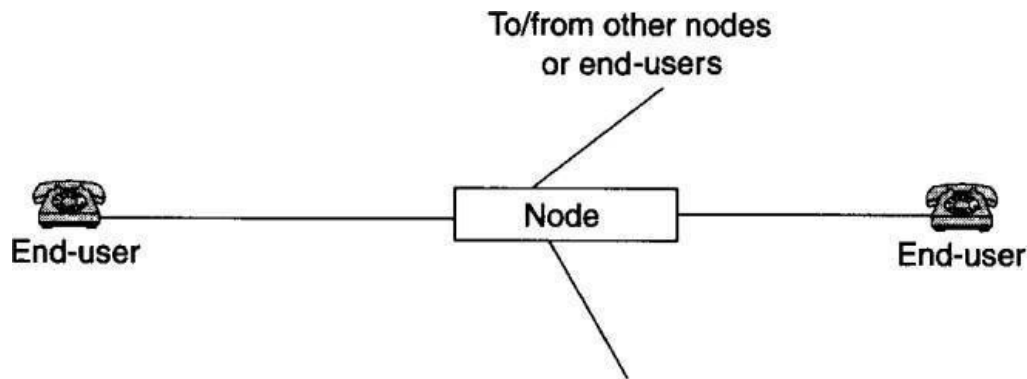 To/from other nodes
or end-users
Node
End-user
End-user